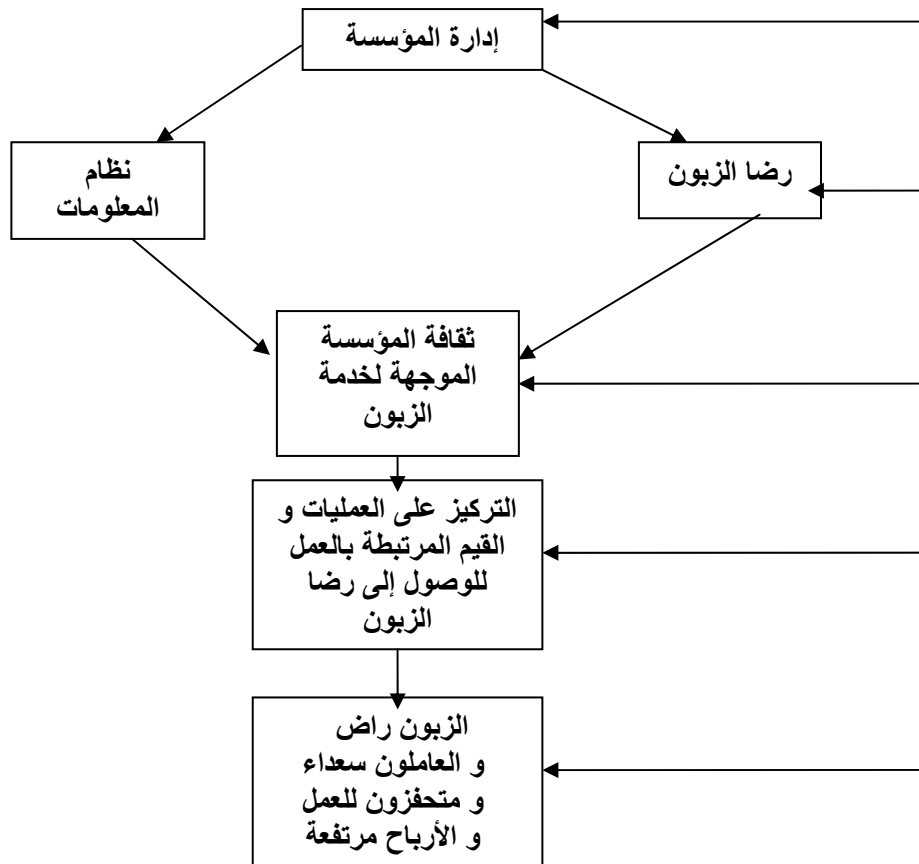 إدارة المؤسسة
رضا الزبون
نظام
المعلومات
ثقافة المؤسسة
الموجهة لخدمة
الزبون
التركيز على العمليات و
القيم المرتبطة بالعمل
للوصول إلى رضا
الزبون
الزبون راض
و العاملون سعداء
و متحفزون للعمل
و الأرباح مرتفعة